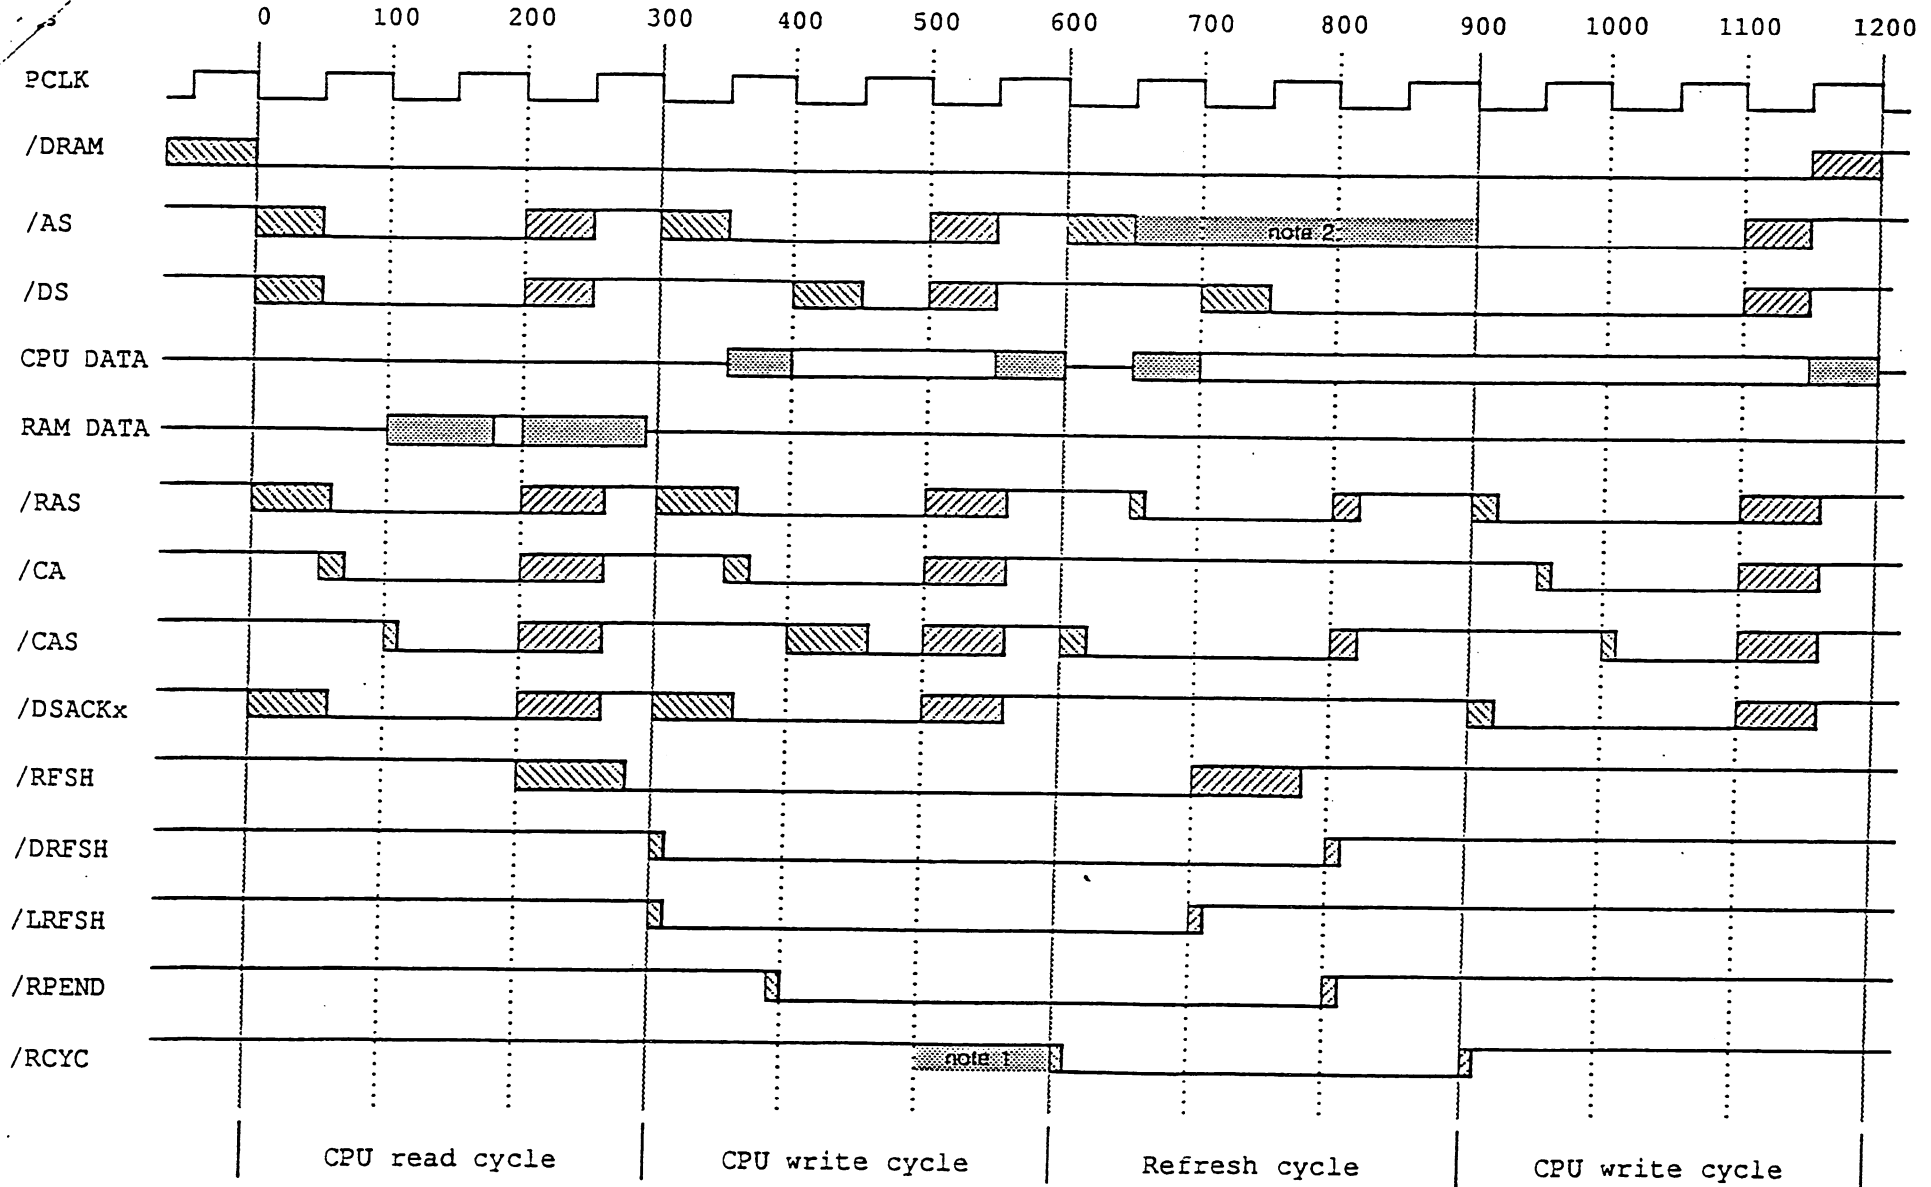 0 100 200 300 400 500 600 700 800 900 1000 1100 1200
PCLK
/DRAM
/AS
note 2
/DS
CPU DATA
RAM DATA
/RAS
/CA
/CAS
/DSACKx
/RFSH
/DRFSH
/LRFSH
/RPEND
/RCYC
note 1
CPU read cycle CPU write cycle Refresh cycle CPU write cycle